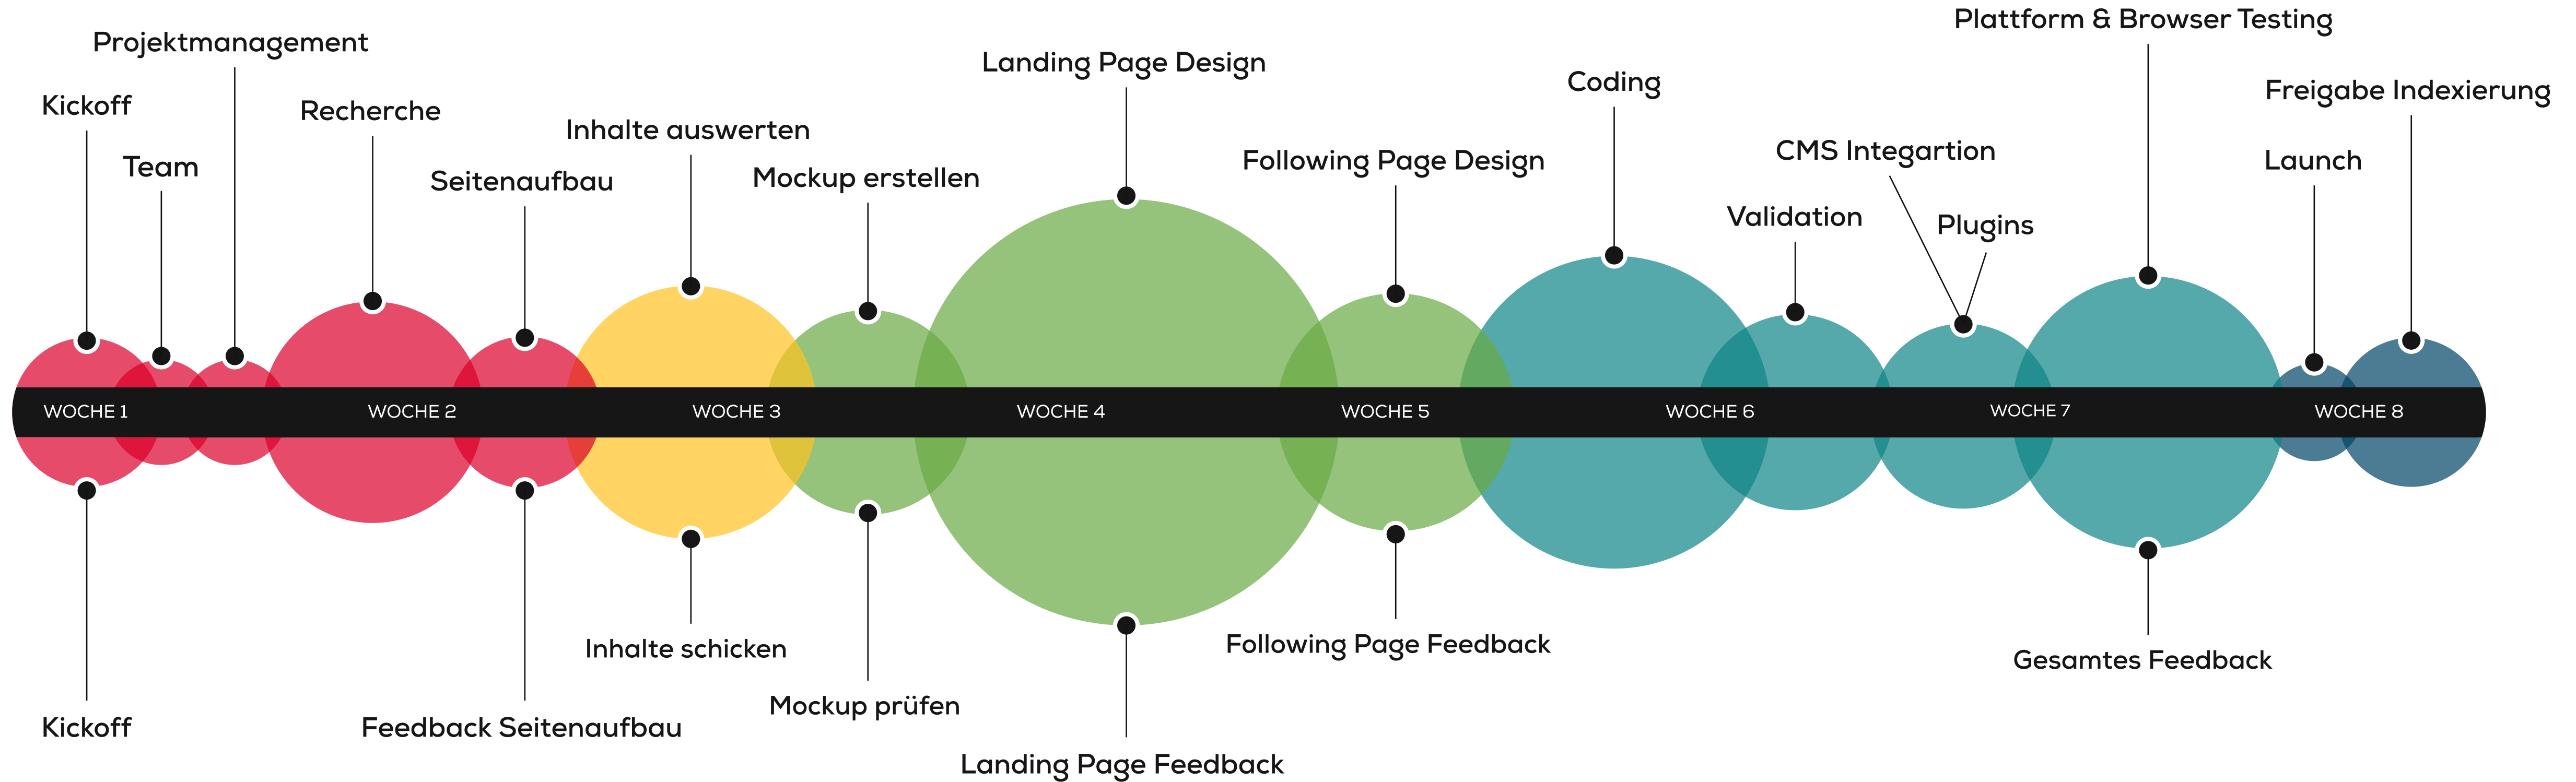 Plattform & Browser Testing
Projektmanagement
Landing Page Design
Coding
Freigabe Indexierung
Kickoff
Recherche
Inhalte auswerten
CMS Integartion
Following Page Design
Launch
Team
Mockup erstellen
Seitenaufbau
Validation
Plugins
WOCHE 1
WOCHE 2
WOCHE 3
WOCHE 4
WOCHE 5
WOCHE 6
WOCHE 7
WOCHE 8
Following Page Feedback
Inhalte schicken
Gesamtes Feedback
Mockup prüfen
Kickoff
Feedback Seitenaufbau
Landing Page Feedback